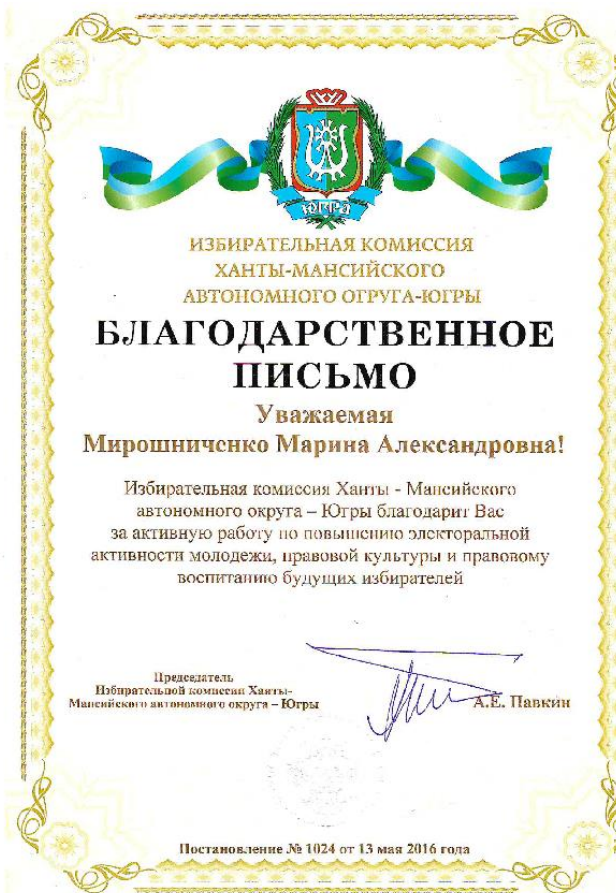 ЮГРА
ИЗБИРАТЕЛЬНАЯ КОМИССИЯ
ХАНТЫ-МАНСИЙСКОГО
АВТОНОМНОГО ОГРУГА-ЮГРЫ
БЛАГОДАРСТВЕННОЕ
ПИСЬМО
Уважаемая
Мирошниченко Марина Александровна!
Избирательная комиссия Ханты - Мансийского
автономного округа – Югры благодарит Вас
за активную работу по повышению электоральной
активности молодежи, правовой культуры и правовому
воспитанию будущих избирателей
Председатель
Избирательной комиссии Ханты-
Мансийского автономного округа – Югры
А.Е. Павкин
Постановление № 1024 от 13 мая 2016 года